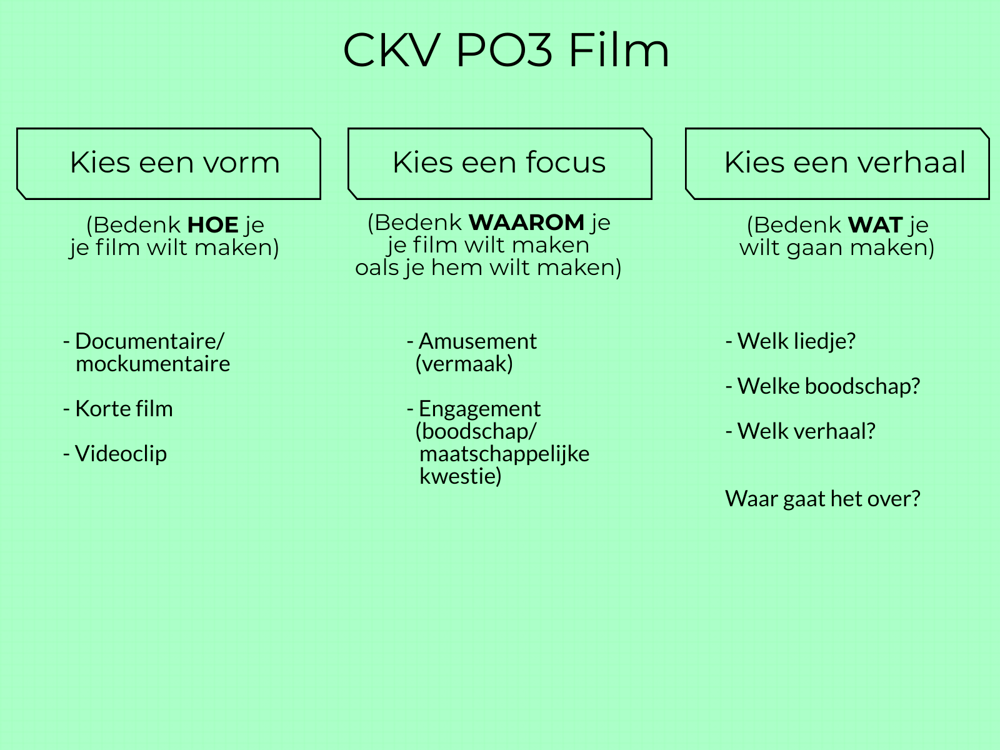 CKV PO3 Film
Kies een vorm
(Bedenk HOE je
je film wilt maken)
- Documentaire/
mockumentaire
- Korte film
- Videoclip
Kies een focus
(Bedenk WAAROM je
je film wilt maken
oals je hem wilt maken)
- Amusement
(vermaak)
- Engagement
(boodschap/
maatschappelijke
kwestie)
Kies een verhaal
(Bedenk WAT je
wilt gaan maken)
- Welk liedje?
- Welke boodschap?
- Welk verhaal?
Waar gaat het over?